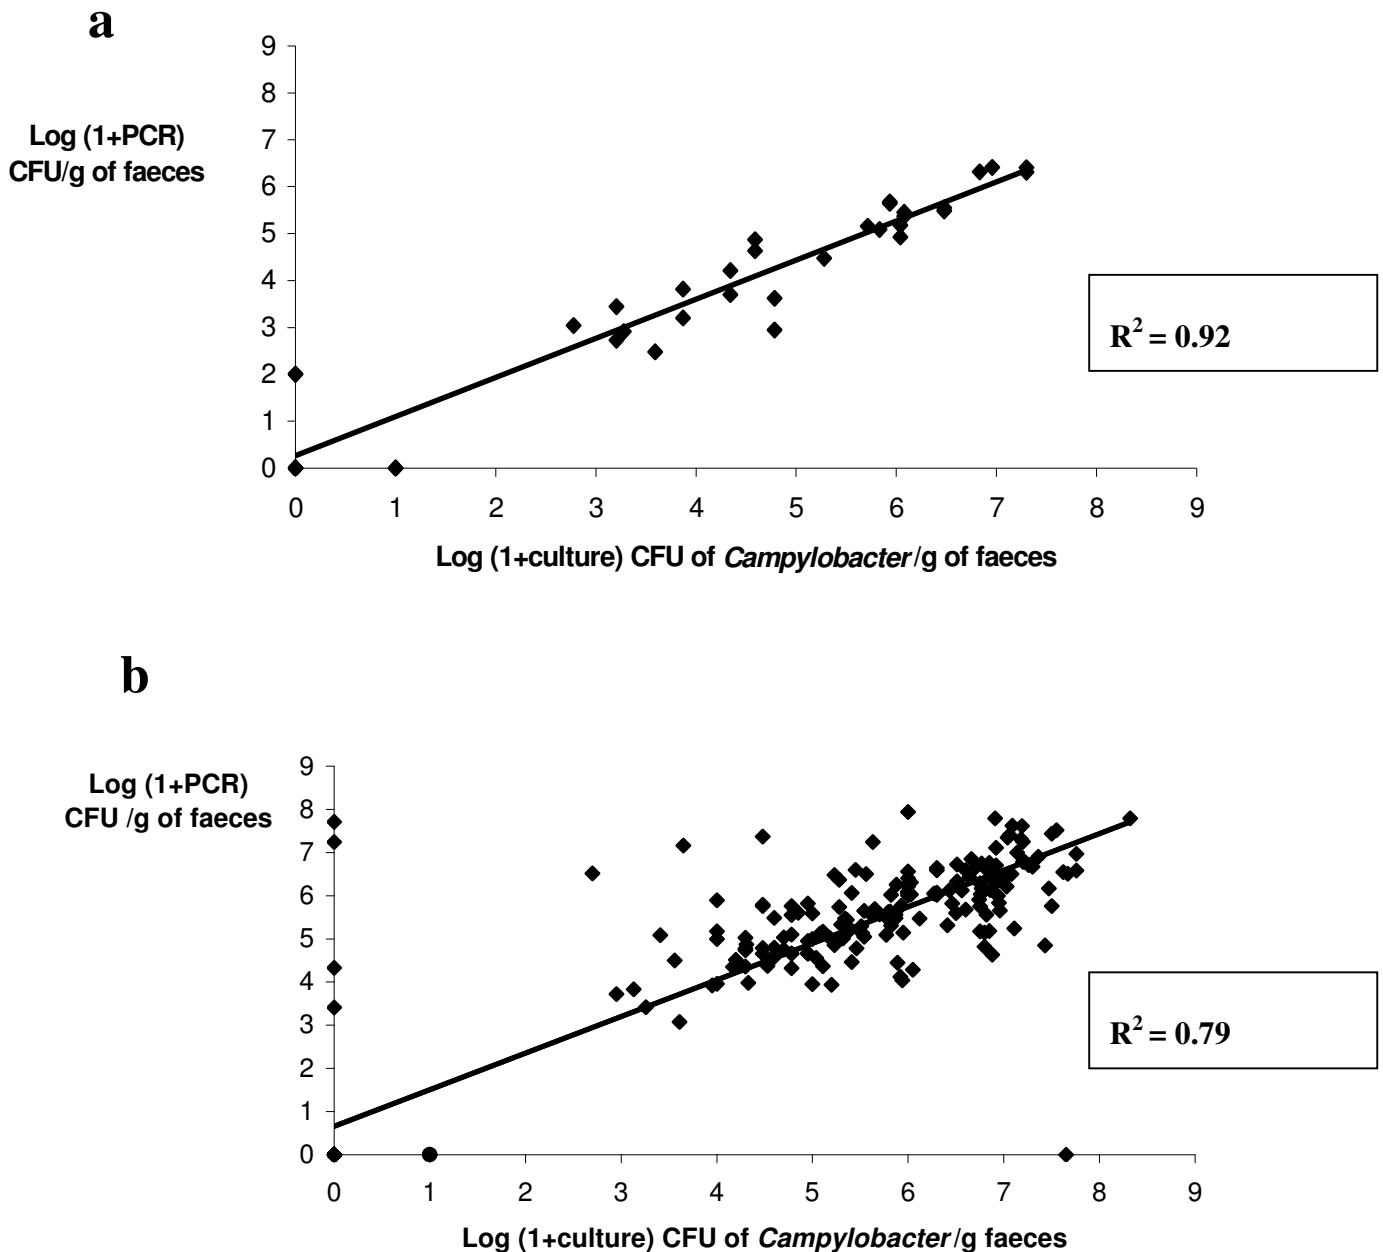 a
Log (1+PCR)
CFU/g of faeces
9
8
7
6
5
4
3
2
1
0
0 1 2 3 4 5 6 7 8 9
Log (1+culture) CFU of Campylobacter/g of faeces
R² = 0.92
b
Log (1+PCR)
CFU /g of faeces
9
8
7
6
5
4
3
2
1
0
0 1 2 3 4 5 6 7 8 9
Log (1+culture) CFU of Campylobacter/g faeces
R² = 0.79